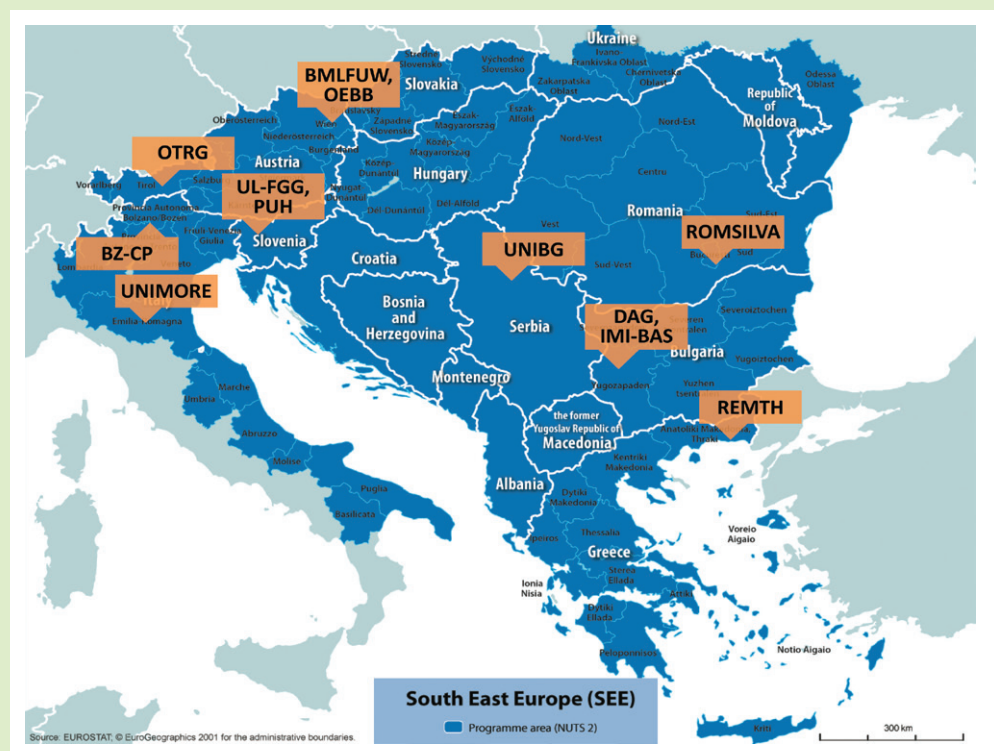 Ukraine
Ivano
Frankivska Oblast
Chernivetska
Oblast
Zakarpatska
Oblast
Odessa
Oblast
Republic
of
Moldova
Stredné
Slovensko
Východné
Slovensko
Slovakia
Západné
Slovensko
BMLFUW,
OEBB
Oberösterreich
Wien
Niederösterreich
Burgenland
Austria
Észak-
Magyarország
Észak-
Alföld
Közép-
Magyarország
Közép-
Dunántúl
Nyugat-
Dunántúl
Hungary
Dél-Dunántúl
Dél-Alföld
Nord-Vest
Nord-Est
Centru
Romania
Sud-Est
Vest
Sud-Vest
Sud
ROMSILVA
OTRG
Vorarlberg
Tirol
Salzburg
UL-FGG,
PUH
Provincia Autonoma
Bolzano-Bozen
Friuli-Venezia
Giulia
Veneto
BZ-CP
UNIMORE
Emilia Romagna
Slovenia
Croatia
Bosnia
and
Herzegovina
UNIBG
Serbia
Montenegro
DAG,
IMI-BAS
Severoiztochen
Bulgaria
Yugoiztochen
Yugozapaden
Yuzhen
tsentralen
REMTH
Anatoliki Makedonia,
Thraki
the former
Yugoslav Republic of
Macedonia
Kentriki
Makedonia
Albania
Dytiki
Makedonia
Ipeiros
Thessalia
Greece
Sterea
Ellada
Attiki
Ionia
Nisia
Dytiki
Ellada
Peloponnisos
Voreio
Aigaio
Notio Aigaio
Kriti
Marche
Umbria
Abruzzo
Molise
Puglia
Basilicata
South East Europe (SEE)
Programme area (NUTS 2)
300 km
Source: EUROSTAT; © EuroGeographics 2001 for the administrative boundaries.